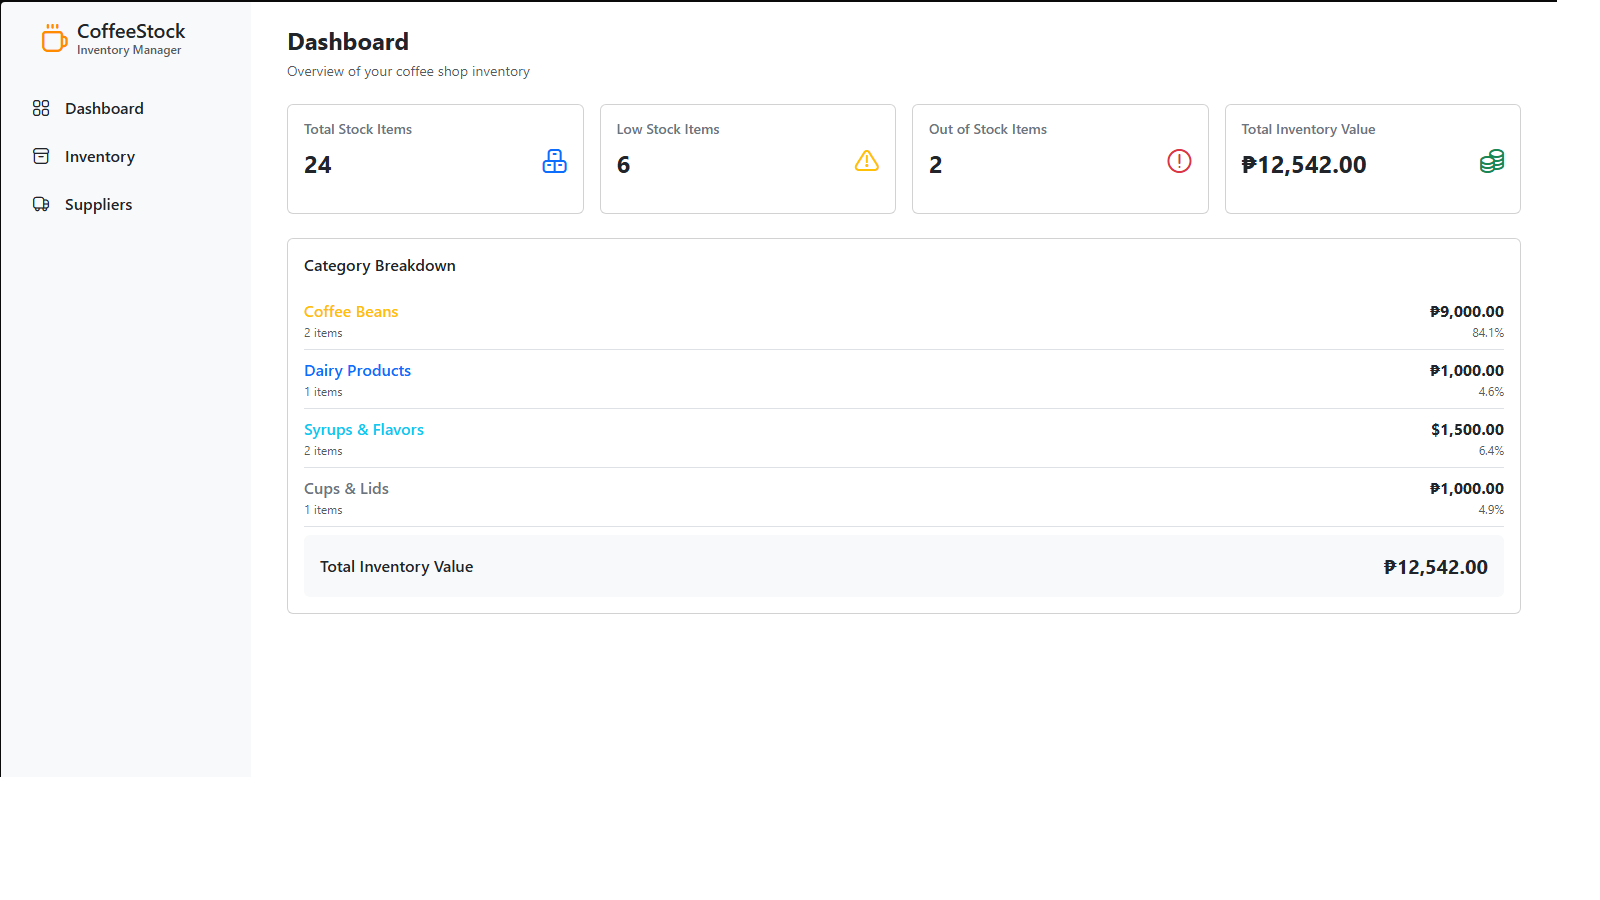 CoffeeStock
Inventory Manager
Dashboard
Inventory
Suppliers
Dashboard
Overview of your coffee shop inventory
Total Stock Items
24
Low Stock Items
6
Out of Stock Items
2
Total Inventory Value
₱12,542.00
Category Breakdown
Coffee Beans
₱9,000.00
2 items
84.1%
Dairy Products
₱1,000.00
1 items
4.6%
Syrups & Flavors
$1,500.00
2 items
6.4%
Cups & Lids
₱1,000.00
1 items
4.9%
Total Inventory Value
₱12,542.00